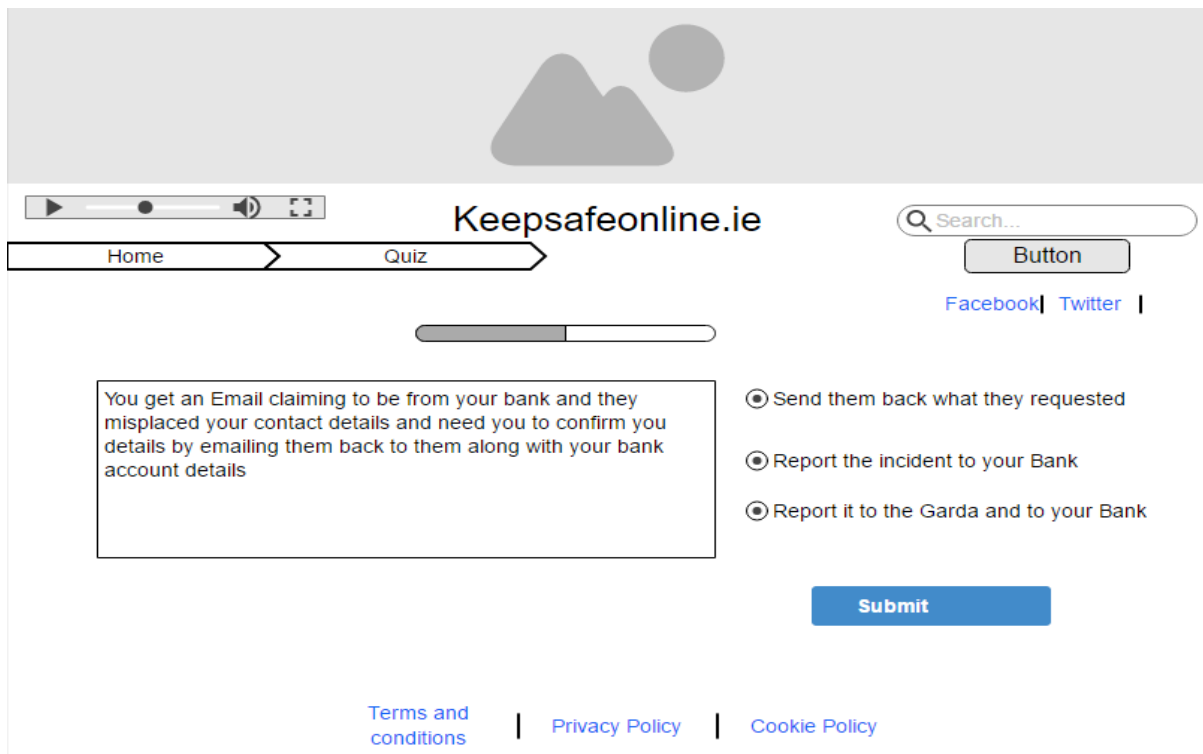 Keepsafeonline.ie
Search...
Home
Quiz
Button
Facebook
Twitter
You get an Email claiming to be from your bank and they
misplaced your contact details and need you to confirm you
details by emailing them back to them along with your bank
account details
Send them back what they requested
Report the incident to your Bank
Report it to the Garda and to your Bank
Submit
Terms and
conditions
Privacy Policy
Cookie Policy